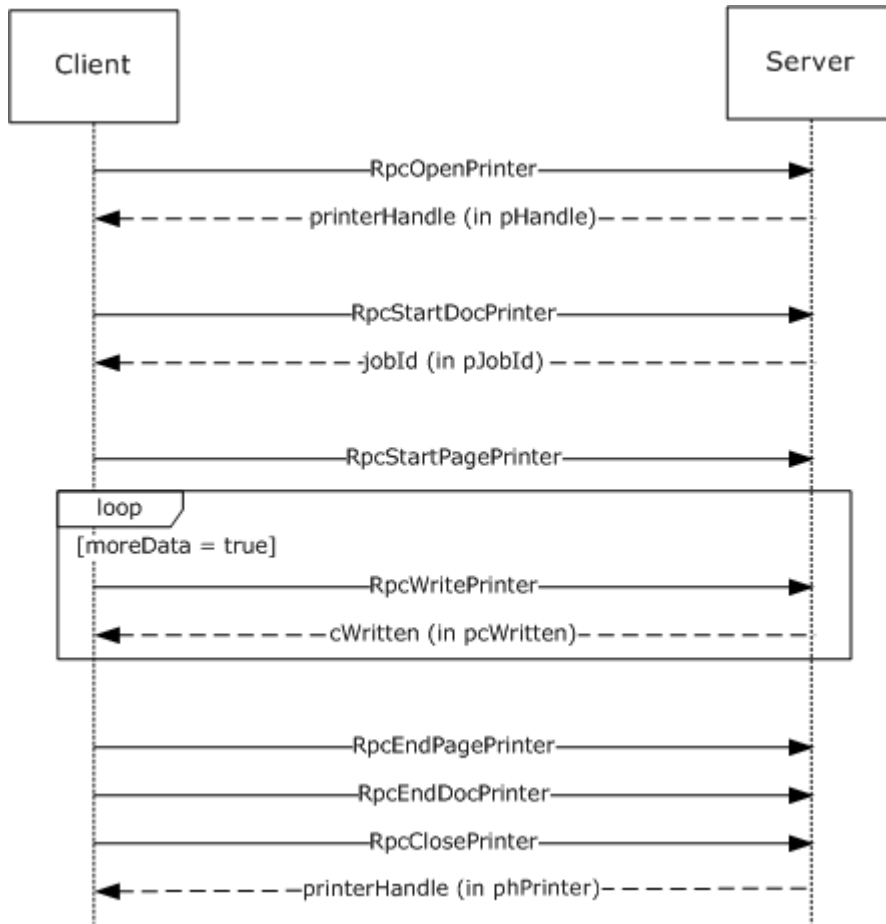 Client
Server
RpcOpenPrinter
printerHandle (in pHandle)
RpcStartDocPrinter
jobId (in pJobId)
RpcStartPagePrinter
loop
[moreData = true]
RpcWritePrinter
cWritten (in pcWritten)
RpcEndPagePrinter
RpcEndDocPrinter
RpcClosePrinter
printerHandle (in phPrinter)